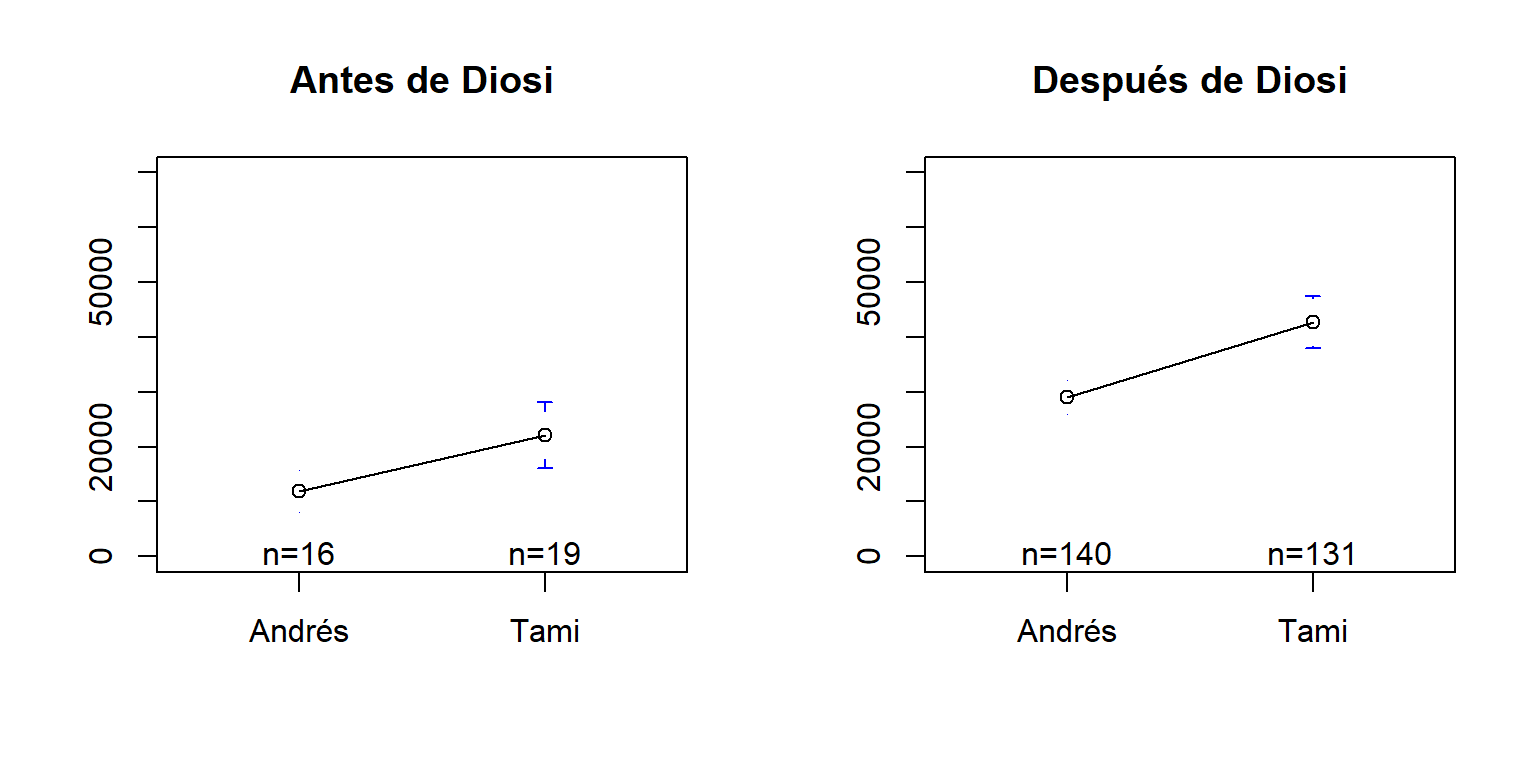 Antes de Diosi
50000
20000
0
n=16
n=19
Andrés
Tami
Después de Diosi
50000
20000
0
n=140
n=131
Andrés
Tami